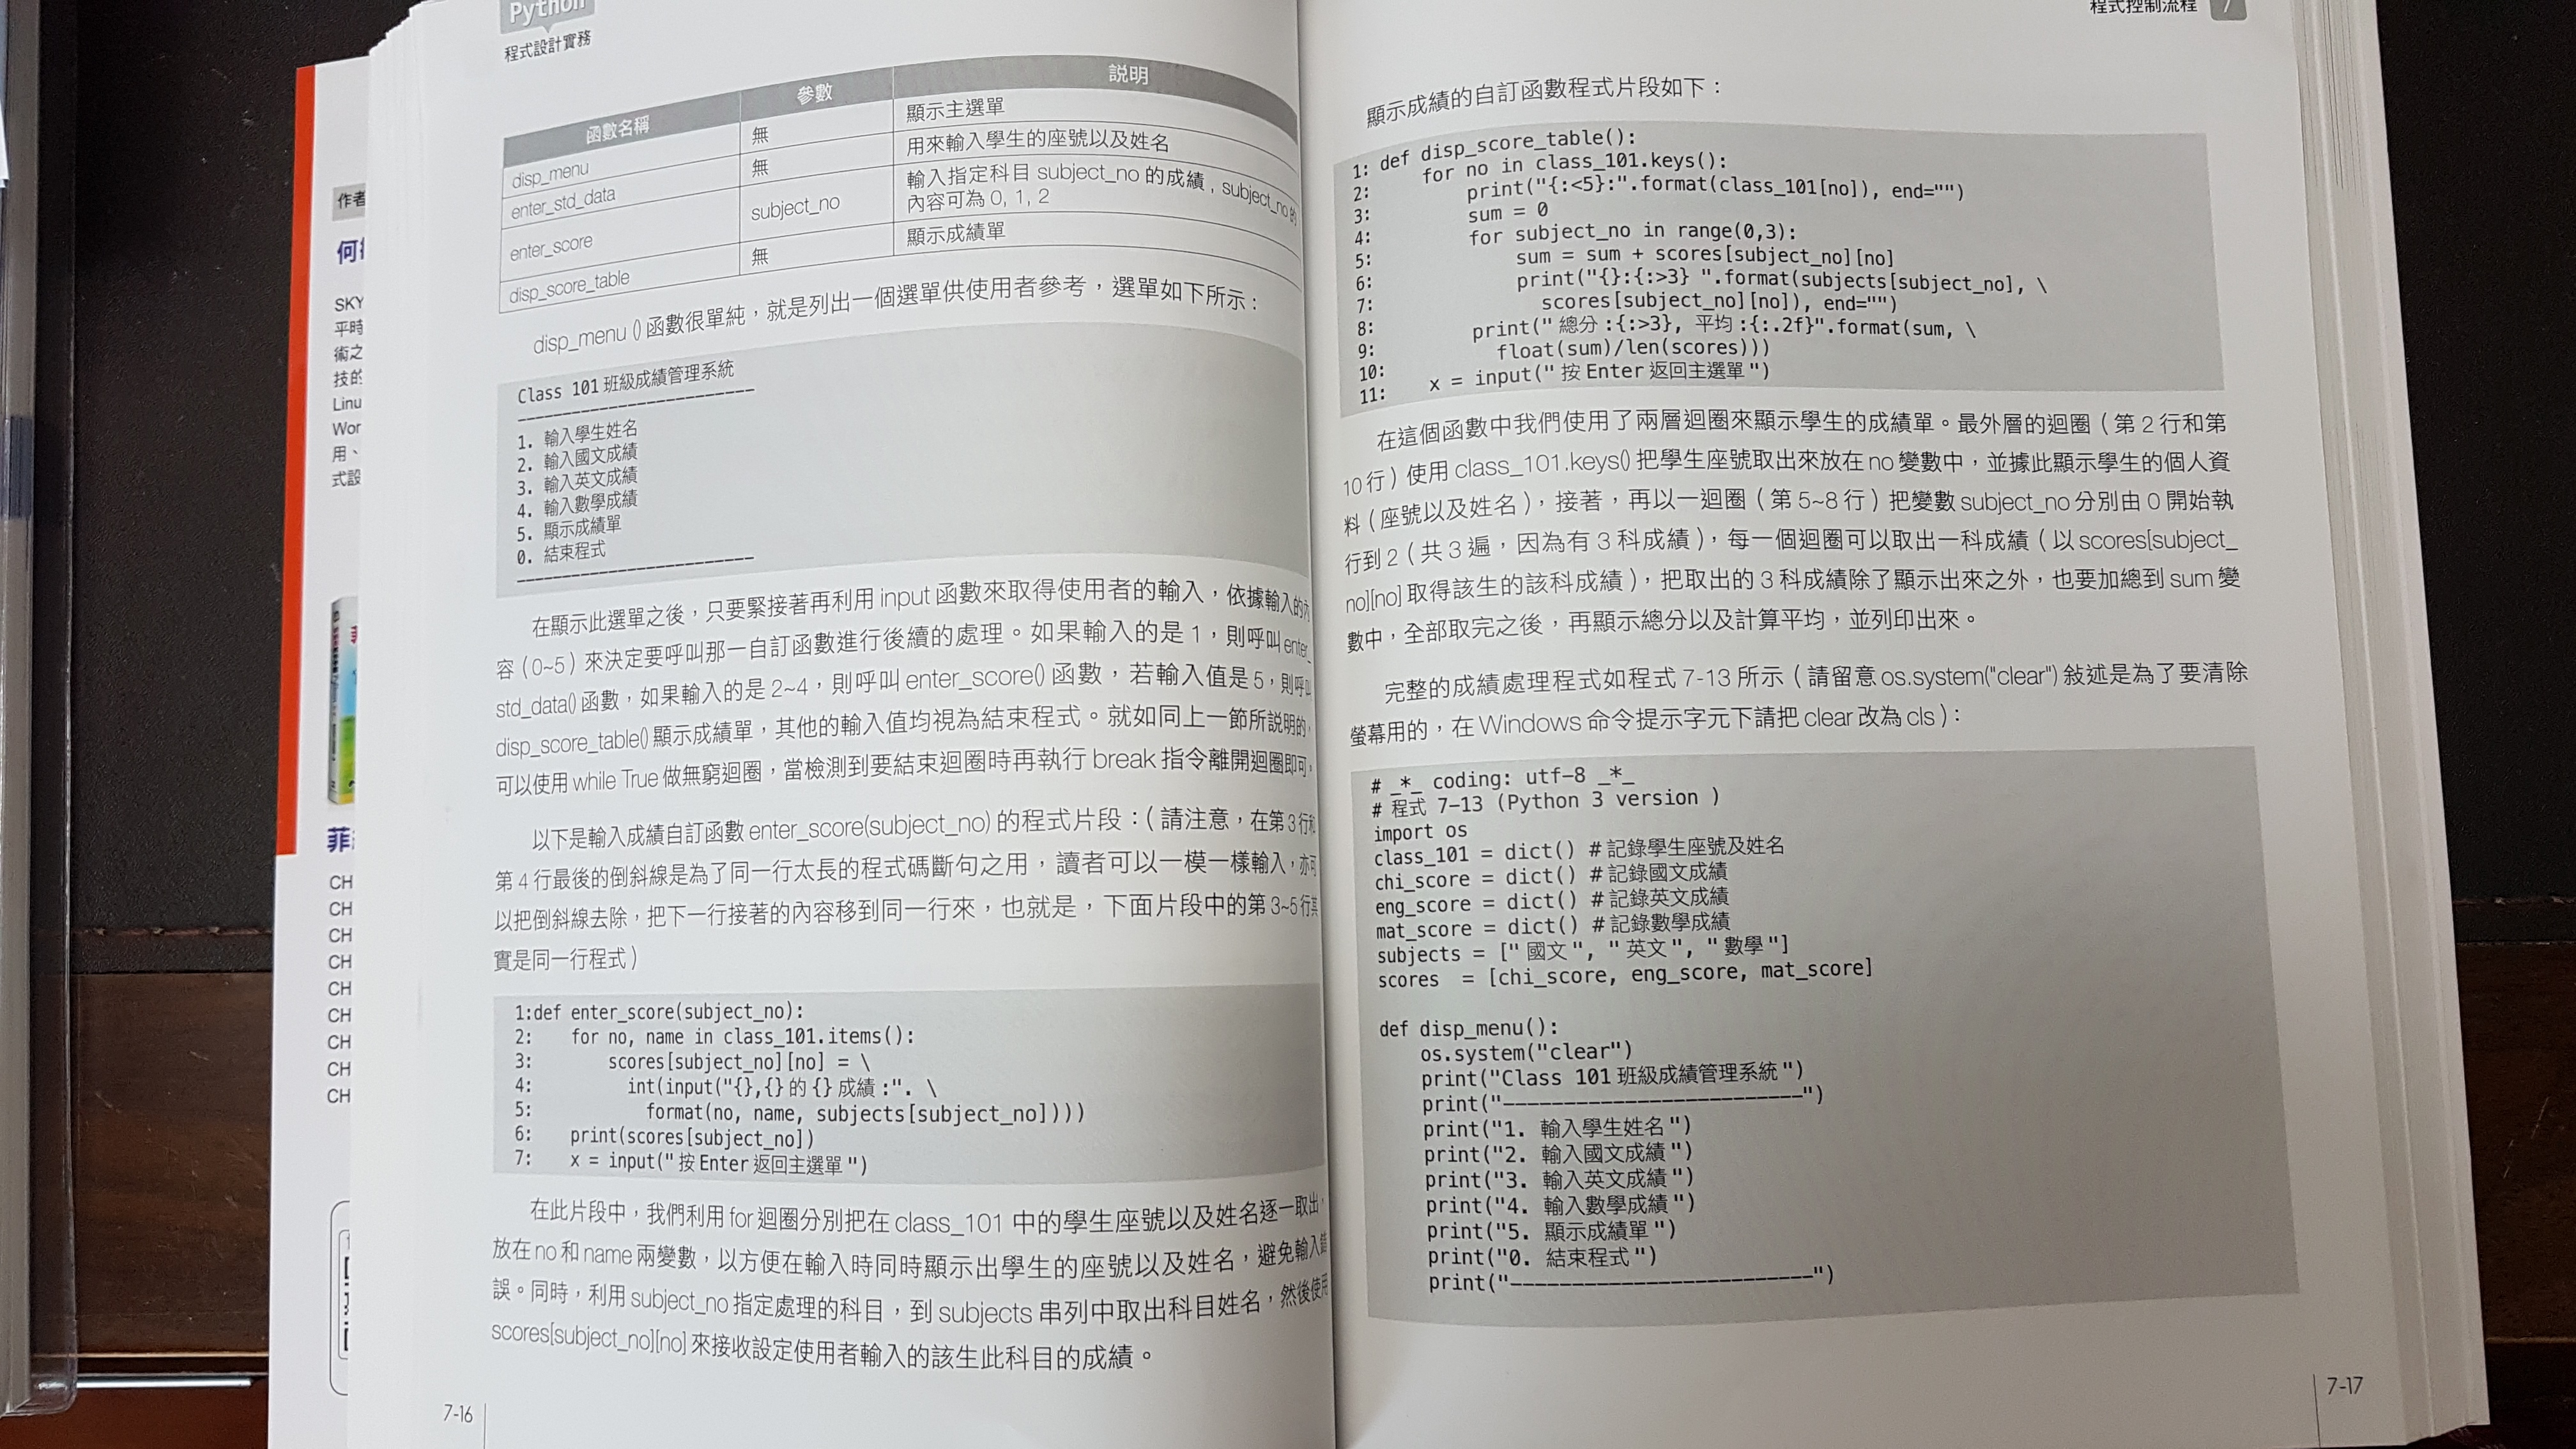 Python
程式設計實務
函數名稱 參數 說明
disp_menu 無 顯示主選單
enter_std_data 無 用來輸入學生的座號以及姓名
enter_score subject_no 輸入指定科目 subject_no 的成績，subject_no 的
內容可為 0, 1, 2
disp_score_table 無 顯示成績單
disp_menu () 函數很單純，就是列出一個選單供使用者參考，選單如下所示：
Class 101 班級成績管理系統
1. 輸入學生姓名
2. 輸入國文成績
3. 輸入英文成績
4. 輸入數學成績
5. 顯示成績單
0. 結束程式
在顯示此選單之後，只要緊接著再利用 input 函數來取得使用者的輸入，依據輸入的內
容（0~5）來決定要呼叫那一自訂函數進行後續的處理。如果輸入的是 1，則呼叫 enter_
std_data() 函數，如果輸入的是 2~4，則呼叫 enter_score() 函數，若輸入值是 5，則呼叫
disp_score_table() 顯示成績單，其他的輸入值均視為結束程式。就如同上一節所說明的，
可以使用 while True 做無窮迴圈，當檢測到要結束迴圈時再執行 break 指令離開迴圈即可。
以下是輸入成績自訂函數 enter_score(subject_no) 的程式片段：（請注意，在第 3 行和
第 4 行最後的倒斜線是為了同一行太長的程式碼斷句之用，讀者可以一模一樣輸入，亦可
以把倒斜線去除，把下一行接著的內容移到同一行來，也就是，下面片段中的第 3~5 行其
實是同一行程式）
1:def enter_score(subject_no):
2:    for no, name in class_101.items():
3:        scores[subject_no][no] = \
4:            int(input("{},{} 的 {} 成績 :". \
5:                format(no, name, subjects[subject_no])))
6:    print(scores[subject_no])
7:    x = input(" 按 Enter 返回主選單 ")
在此片段中，我們利用 for 迴圈分別把在 class_101 中的學生座號以及姓名逐一取出，
放在 no 和 name 兩變數，以方便在輸入時同時顯示出學生的座號以及姓名，避免輸入錯
誤。同時，利用 subject_no 指定處理的科目，到 subjects 串列中取出科目姓名，然後使用
scores[subject_no][no] 來接收設定使用者輸入的該生此科目的成績。
7-16
程式控制流程 7
顯示成績的自訂函數程式片段如下：
1: def disp_score_table():
2:    for no in class_101.keys():
3:        print("{:<5}:".format(class_101[no]), end="")
4:        sum = 0
5:        for subject_no in range(0,3):
6:            sum = sum + scores[subject_no][no]
7:            print("{}:{:>3} ".format(subjects[subject_no], \
8:                scores[subject_no][no]), end="")
9:        print(" 總分 :{:>3}, 平均 :{:.2f}".format(sum, \
10:            float(sum)/len(scores)))
11:    x = input(" 按 Enter 返回主選單 ")
在這個函數中我們使用了兩層迴圈來顯示學生的成績單。最外層的迴圈（第 2 行和第
10 行）使用 class_101.keys() 把學生座號取出來放在 no 變數中，並據此顯示學生的個人資
料（座號以及姓名），接著，再以一迴圈（第 5~8 行）把變數 subject_no 分別由 0 開始執
行到 2（共 3 遍，因為有 3 科成績），每一個迴圈可以取出一科成績（以 scores[subject_
no][no] 取得該生的該科成績），把取出的 3 科成績除了顯示出來之外，也要加總到 sum 變
數中，全部取完之後，再顯示總分以及計算平均，並列印出來。
完整的成績處理程式如程式 7-13 所示（請留意 os.system("clear") 敘述是為了要清除
螢幕用的，在 Windows 命令提示字元下請把 clear 改為 cls）：
# _*_ coding: utf-8 _*_
# 程式 7-13 (Python 3 version )
import os
class_101 = dict() # 記錄學生座號及姓名
chi_score = dict() # 記錄國文成績
eng_score = dict() # 記錄英文成績
mat_score = dict() # 記錄數學成績
subjects = [" 國文 ", " 英文 ", " 數學 "]
scores = [chi_score, eng_score, mat_score]
def disp_menu():
    os.system("clear")
    print("Class 101 班級成績管理系統 ")
    print("______________________")
    print("1. 輸入學生姓名 ")
    print("2. 輸入國文成績 ")
    print("3. 輸入英文成績 ")
    print("4. 輸入數學成績 ")
    print("5. 顯示成績單 ")
    print("0. 結束程式 ")
    print("______________________")
7-17
作者
SKY
平時
術之
技的
Linu
Wor
用、
式設
CH
CH
CH
CH
CH
CH
CH
CH
CH